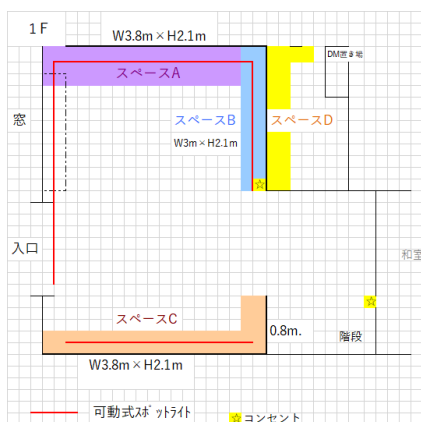 1F
W3.8m×H2.1m
スペースA
DM置き場
窓
スペースB
スペースD
W3m×H2.1m
☆
入口
和室
☆
スペースC
0.8m.
階段
W3.8m×H2.1m
可動式スポットライト
☆コンセント